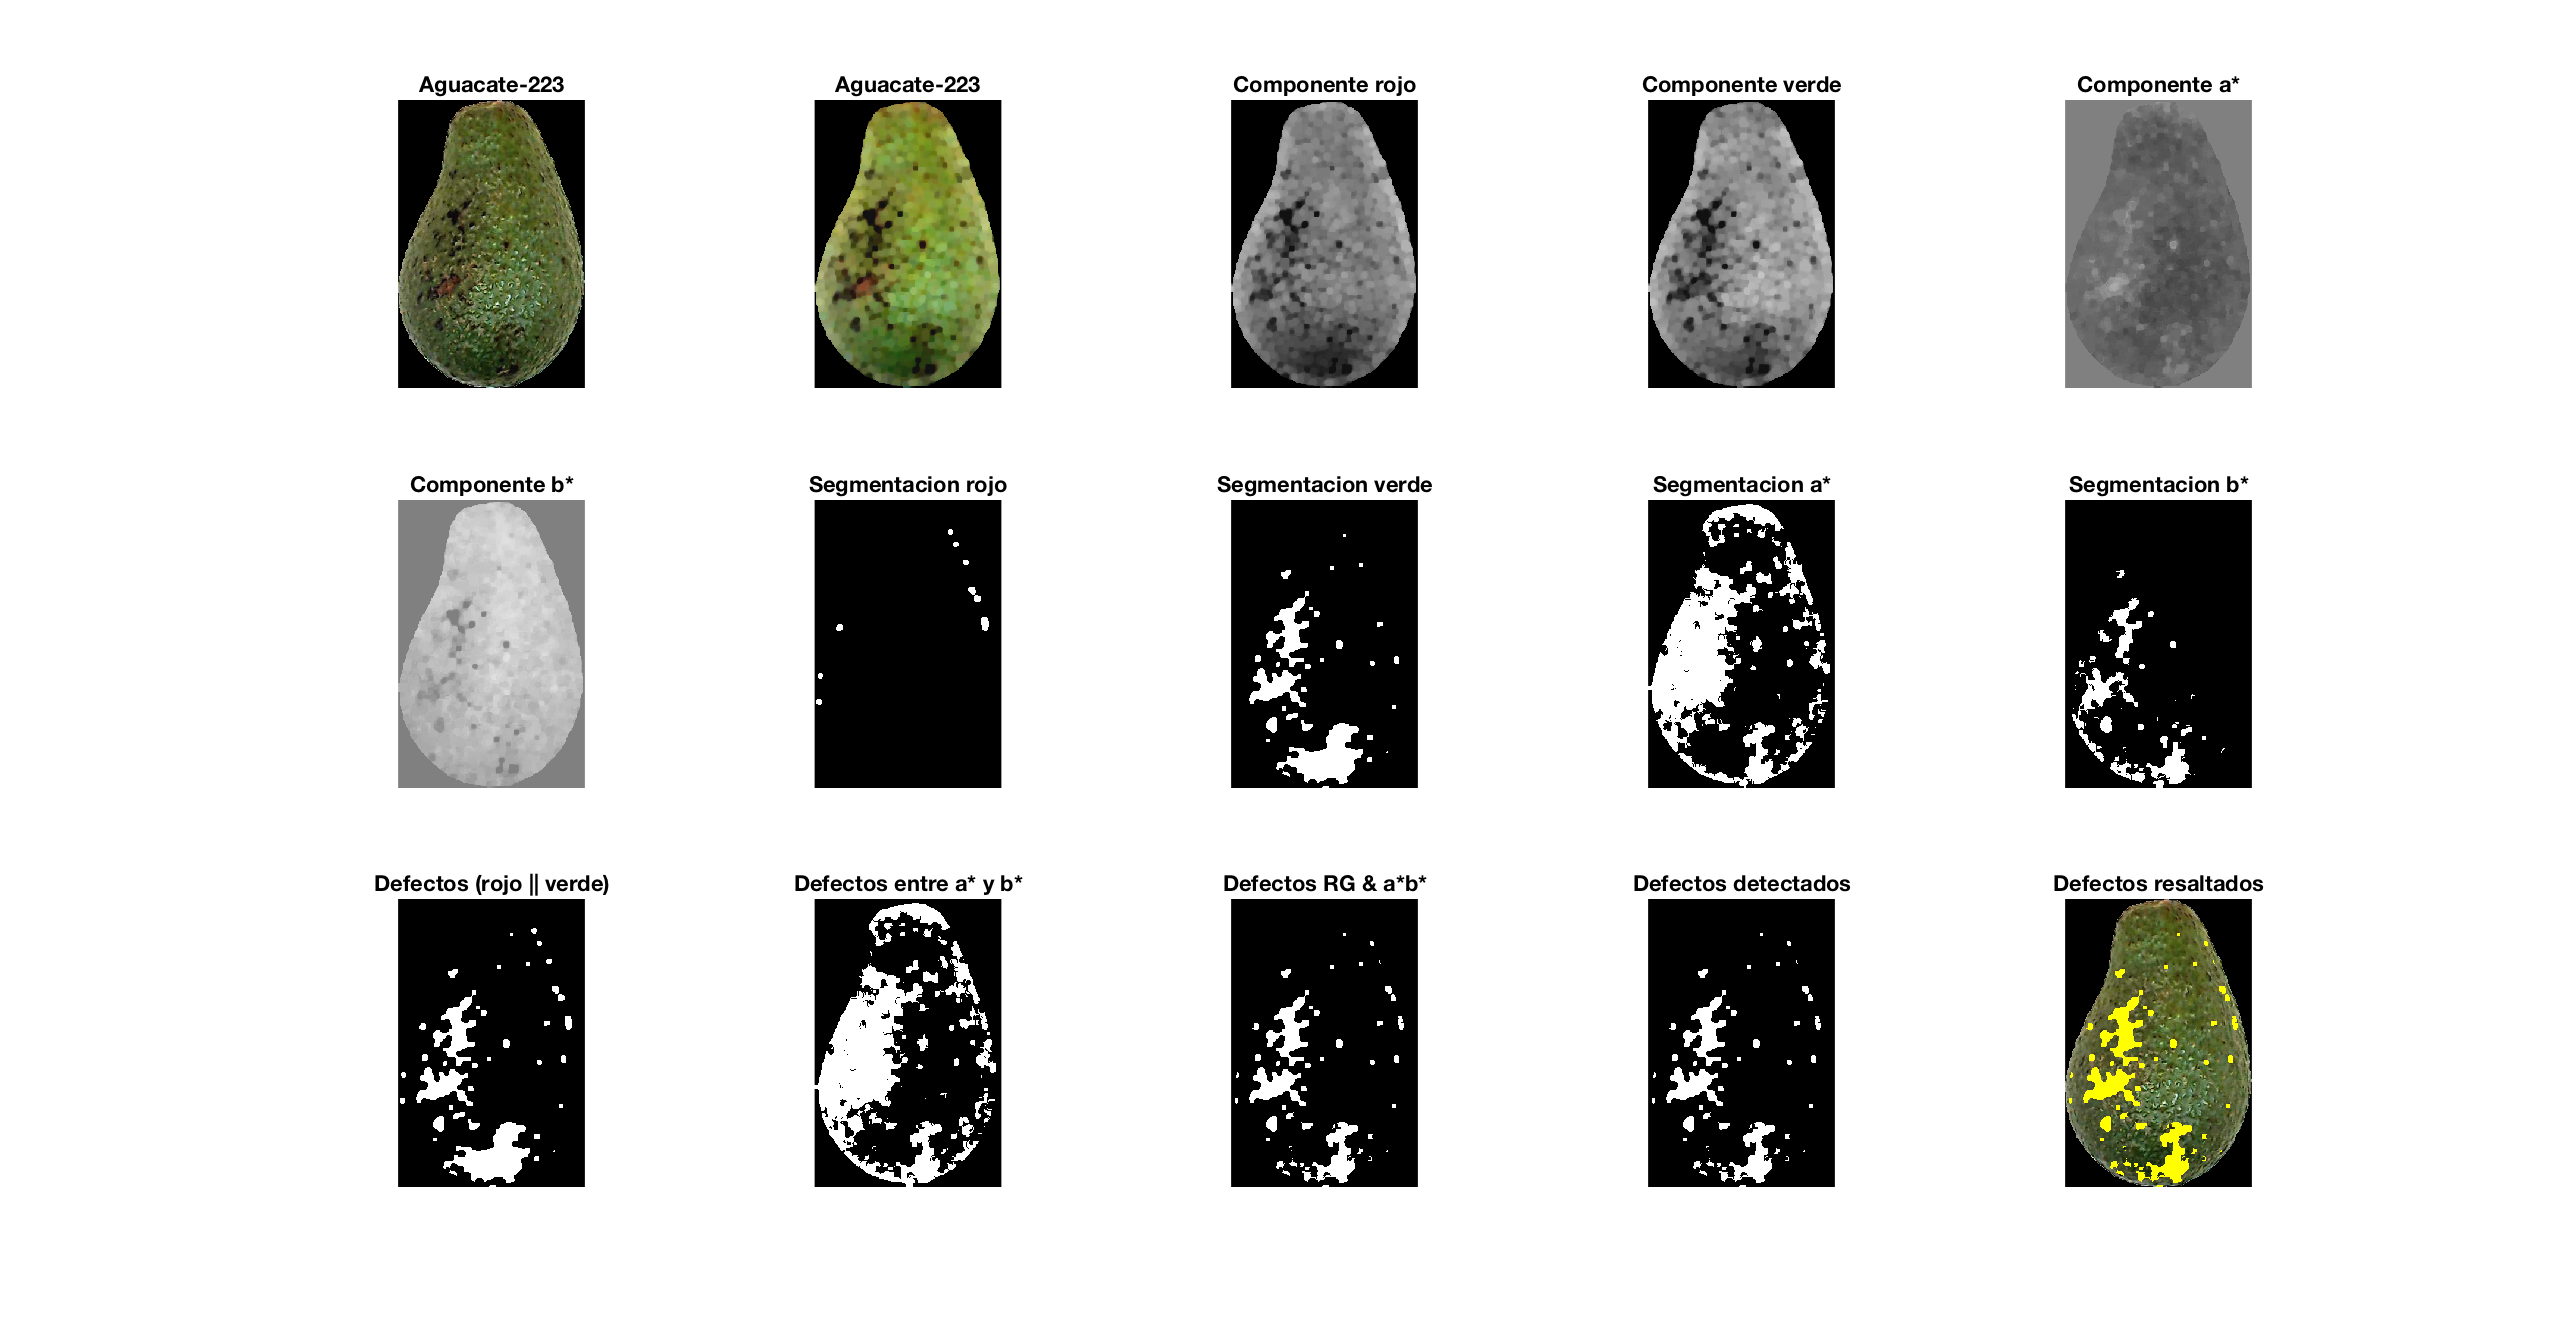 Aguacate-223
Aguacate-223
Componente rojo
Componente verde
Componente a*
Componente b*
Segmentacion rojo
Segmentacion verde
Segmentacion a*
Segmentacion b*
Defectos (rojo || verde)
Defectos entre a* y b*
Defectos RG & a*b*
Defectos detectados
Defectos resaltados